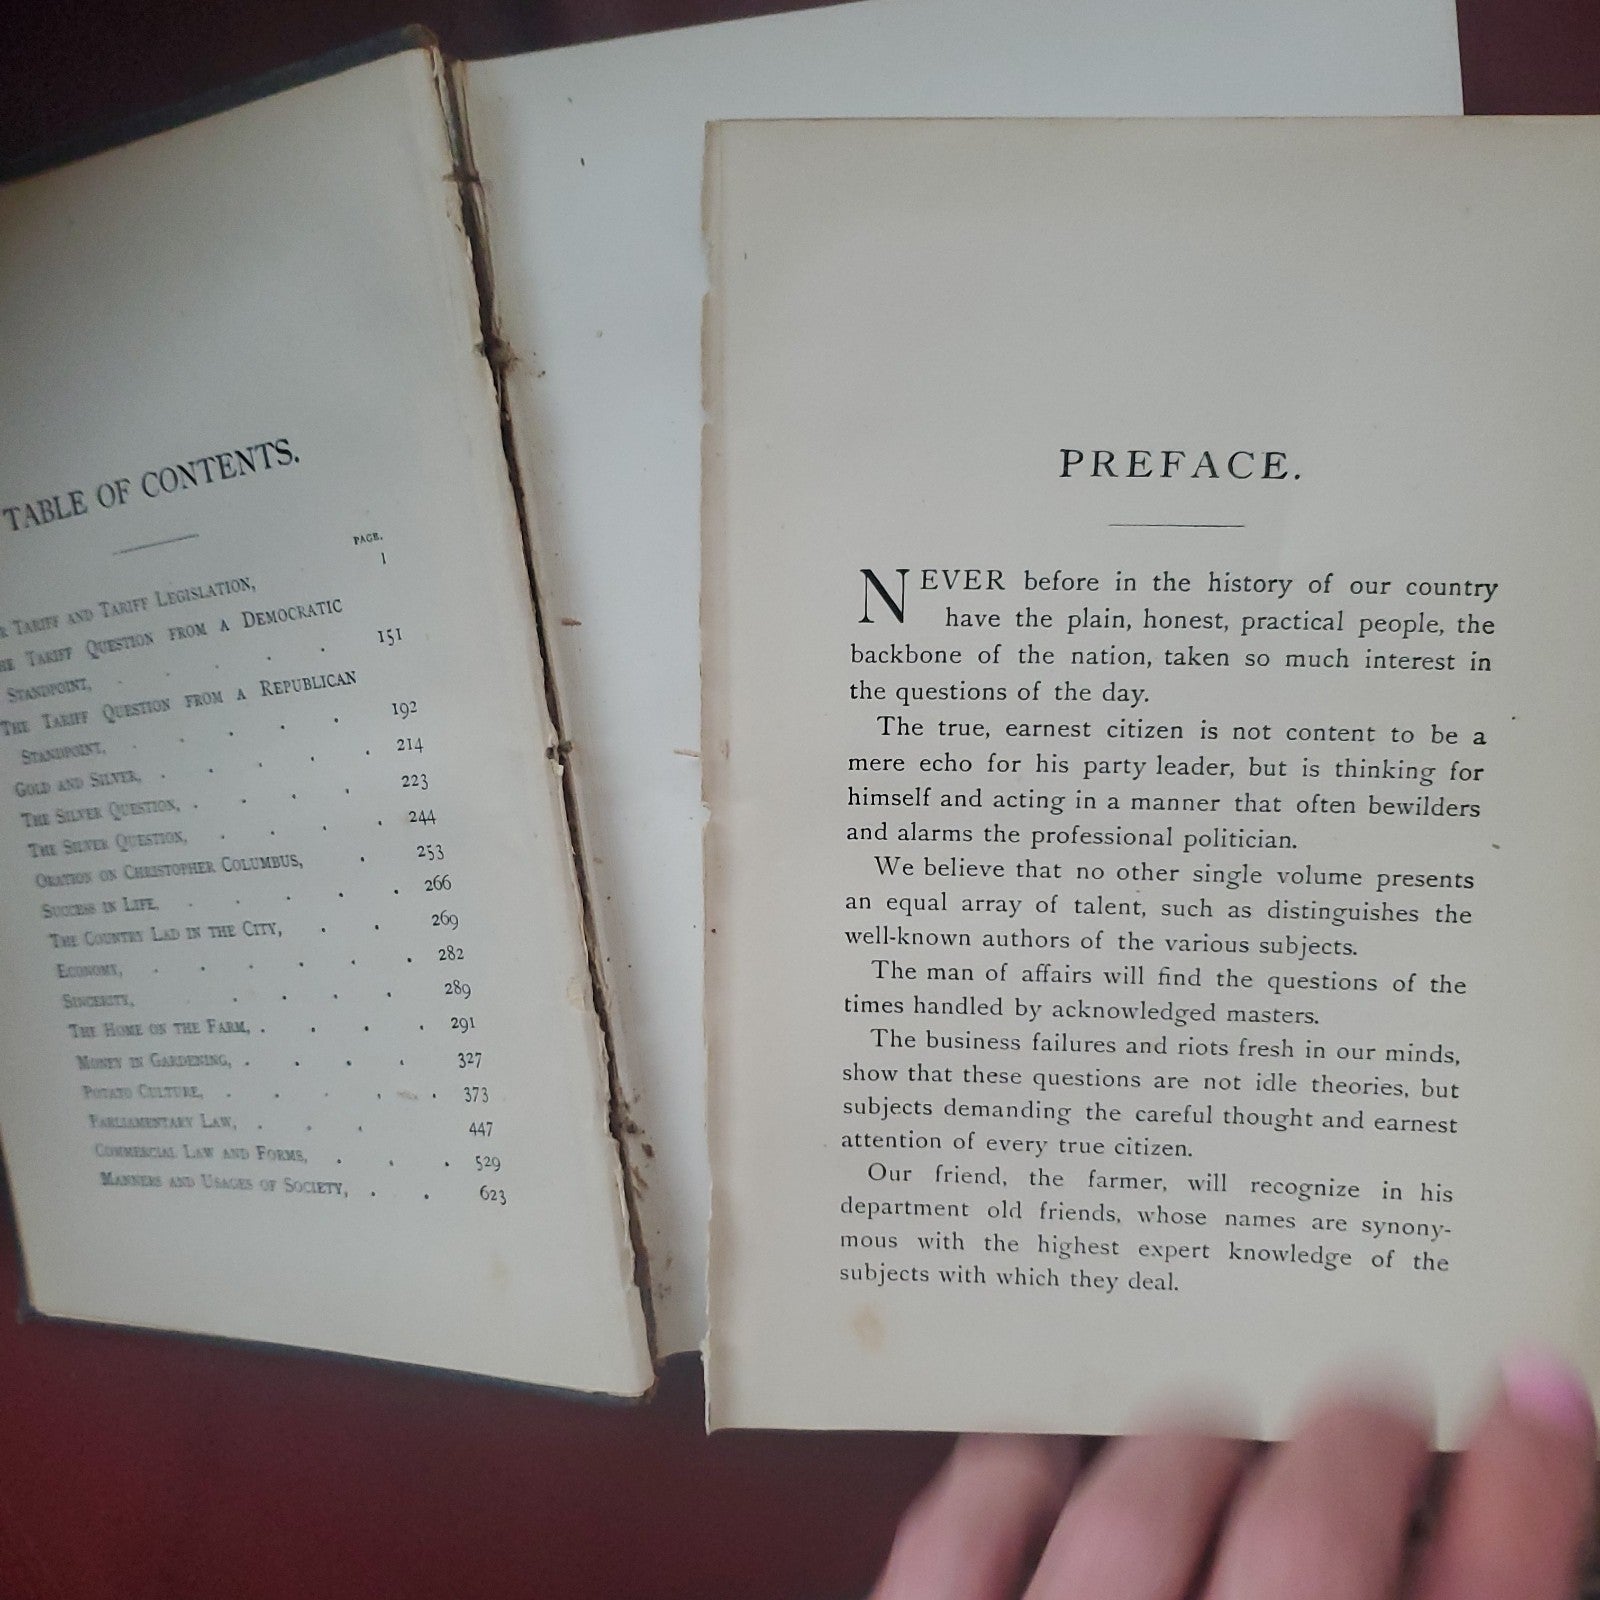 TABLE OF CONTENTS.
PAGE.
TARIFF AND TARIFF LEGISLATION, 1
TARIFF QUESTION FROM A DEMOCRATIC
STANDPOINT, . . . . 151
THE TARIFF QUESTION FROM A REPUBLICAN
STANDPOINT, . . . . 192
GOLD AND SILVER, . . . . . 214
THE SILVER QUESTION, . . . . 223
THE SILVER QUESTION, . . . . 244
ORATION ON CHRISTOPHER COLUMBUS, . 253
SUCCESS IN LIFE, . . . . . 266
THE COUNTRY LAD IN THE CITY, . . 269
ECONOMY, . . . . . . 282
SINCERITY, . . . . 289
THE HOME ON THE FARM, . . . . 291
MONEY IN GARDENING, . . . . 327
POTATO CULTURE, . . . . . 373
PARLIAMENTARY LAW, . . . 447
COMMERCIAL LAW AND FORMS, . . . 529
MANNERS AND USAGES OF SOCIETY, . . 623
PREFACE.
NEVER before in the history of our country
have the plain, honest, practical people, the
backbone of the nation, taken so much interest in
the questions of the day.
The true, earnest citizen is not content to be a
mere echo for his party leader, but is thinking for
himself and acting in a manner that often bewilders
and alarms the professional politician.
We believe that no other single volume presents
an equal array of talent, such as distinguishes the
well-known authors of the various subjects.
The man of affairs will find the questions of the
times handled by acknowledged masters.
The business failures and riots fresh in our minds,
show that these questions are not idle theories, but
subjects demanding the careful thought and earnest
attention of every true citizen.
Our friend, the farmer, will recognize in his
department old friends, whose names are synony-
mous with the highest expert knowledge of the
subjects with which they deal.